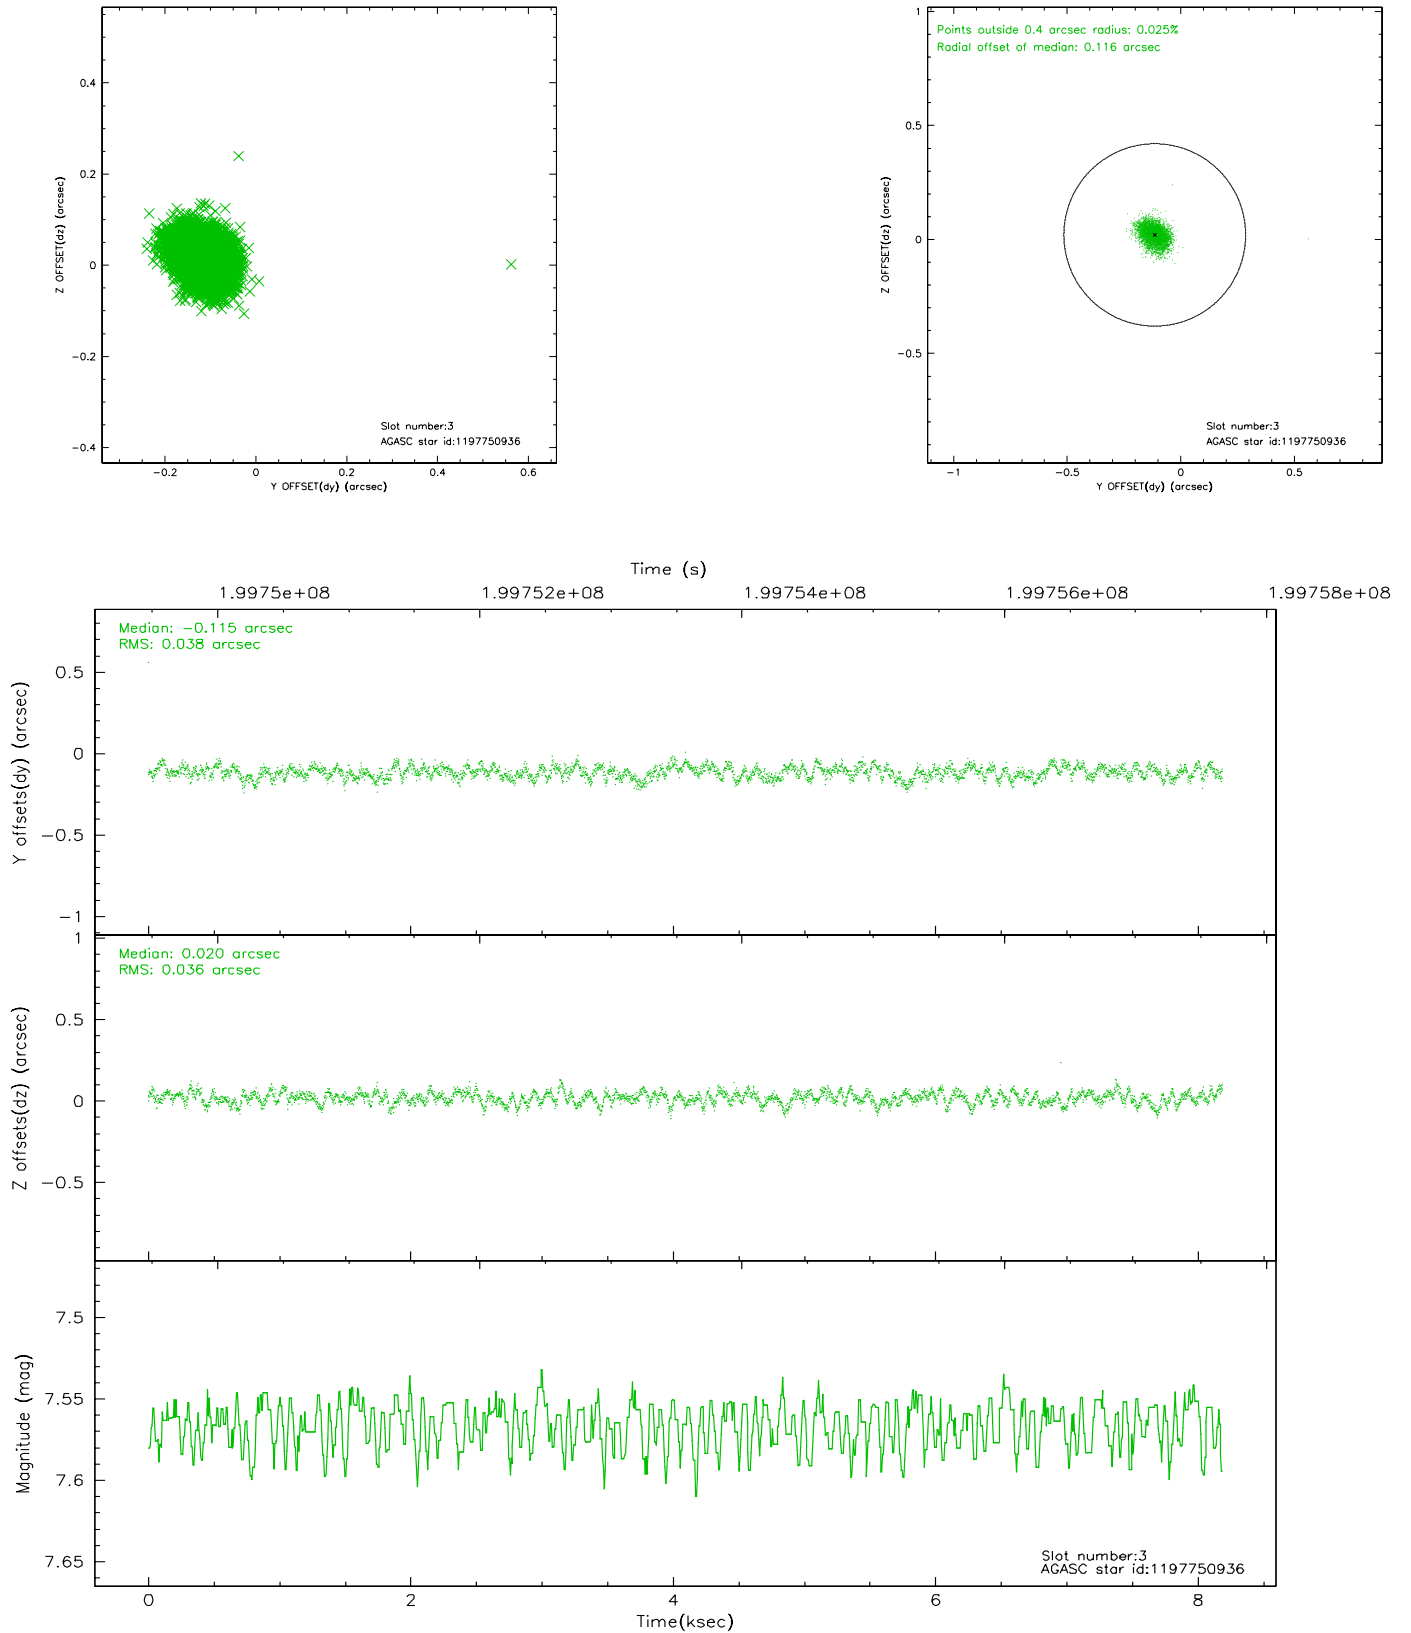 0.4
0.2
0
−0.2
−0.4
Z OFFSET(dz) (arcsec)
Slot number:3
AGASC star id:1197750936
−0.2
0
0.2
0.4
0.6
Y OFFSET(dy) (arcsec)
Points outside 0.4 arcsec radius: 0.025%
Radial offset of median: 0.116 arcsec
1
0.5
0
−0.5
Z OFFSET(dz) (arcsec)
Slot number:3
AGASC star id:1197750936
−1
−0.5
0
0.5
Y OFFSET(dy) (arcsec)
Time (s)
1.9975e+08
1.99752e+08
1.99754e+08
1.99756e+08
1.99758e+08
Median: −0.115 arcsec
RMS: 0.038 arcsec
0.5
0
−0.5
−1
Y offsets(dy) (arcsec)
Median: 0.020 arcsec
RMS: 0.036 arcsec
1
0.5
0
−0.5
Z offsets(dz) (arcsec)
7.5
7.55
7.6
7.65
Magnitude (mag)
Slot number:3
AGASC star id:1197750936
0
2
4
6
8
Time(ksec)